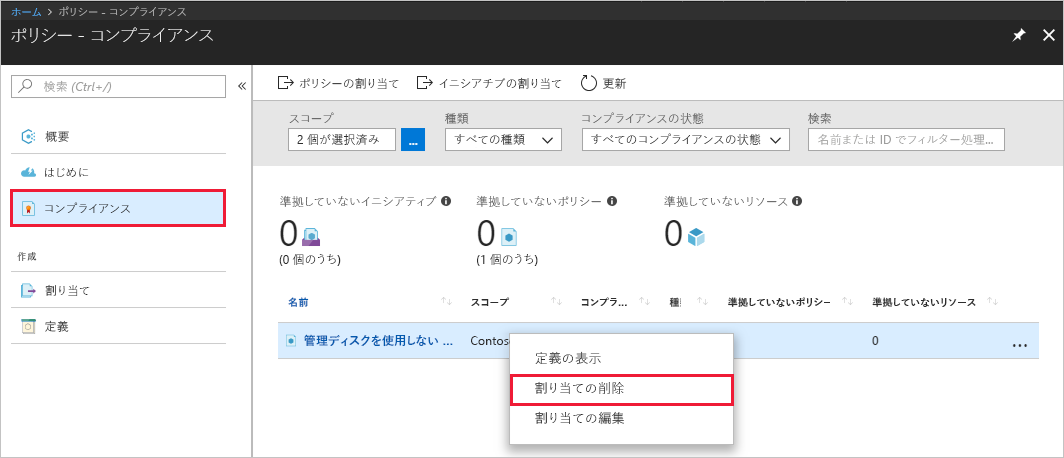 ホーム > ポリシー - コンプライアンス
ポリシー - コンプライアンス
検索 (Ctrl+/)
概要
はじめに
コンプライアンス
作成
割り当て
定義
ポリシーの割り当て イニシアチブの割り当て 更新
スコープ 種類 コンプライアンスの状態 検索
2 個が選択済み ... すべての種類 すべてのコンプライアンスの状態 名前または ID でフィルター処理...
準拠していないイニシアティブ 準拠していないポリシー 準拠していないリソース
0 0 0
(0 個のうち) (1 個のうち)
名前 スコープ コンプラ... 種! 準拠していないポリシー 準拠していないリソース
管理ディスクを使用しない ... Contoso 0 ...
定義の表示
割り当ての削除
割り当ての編集